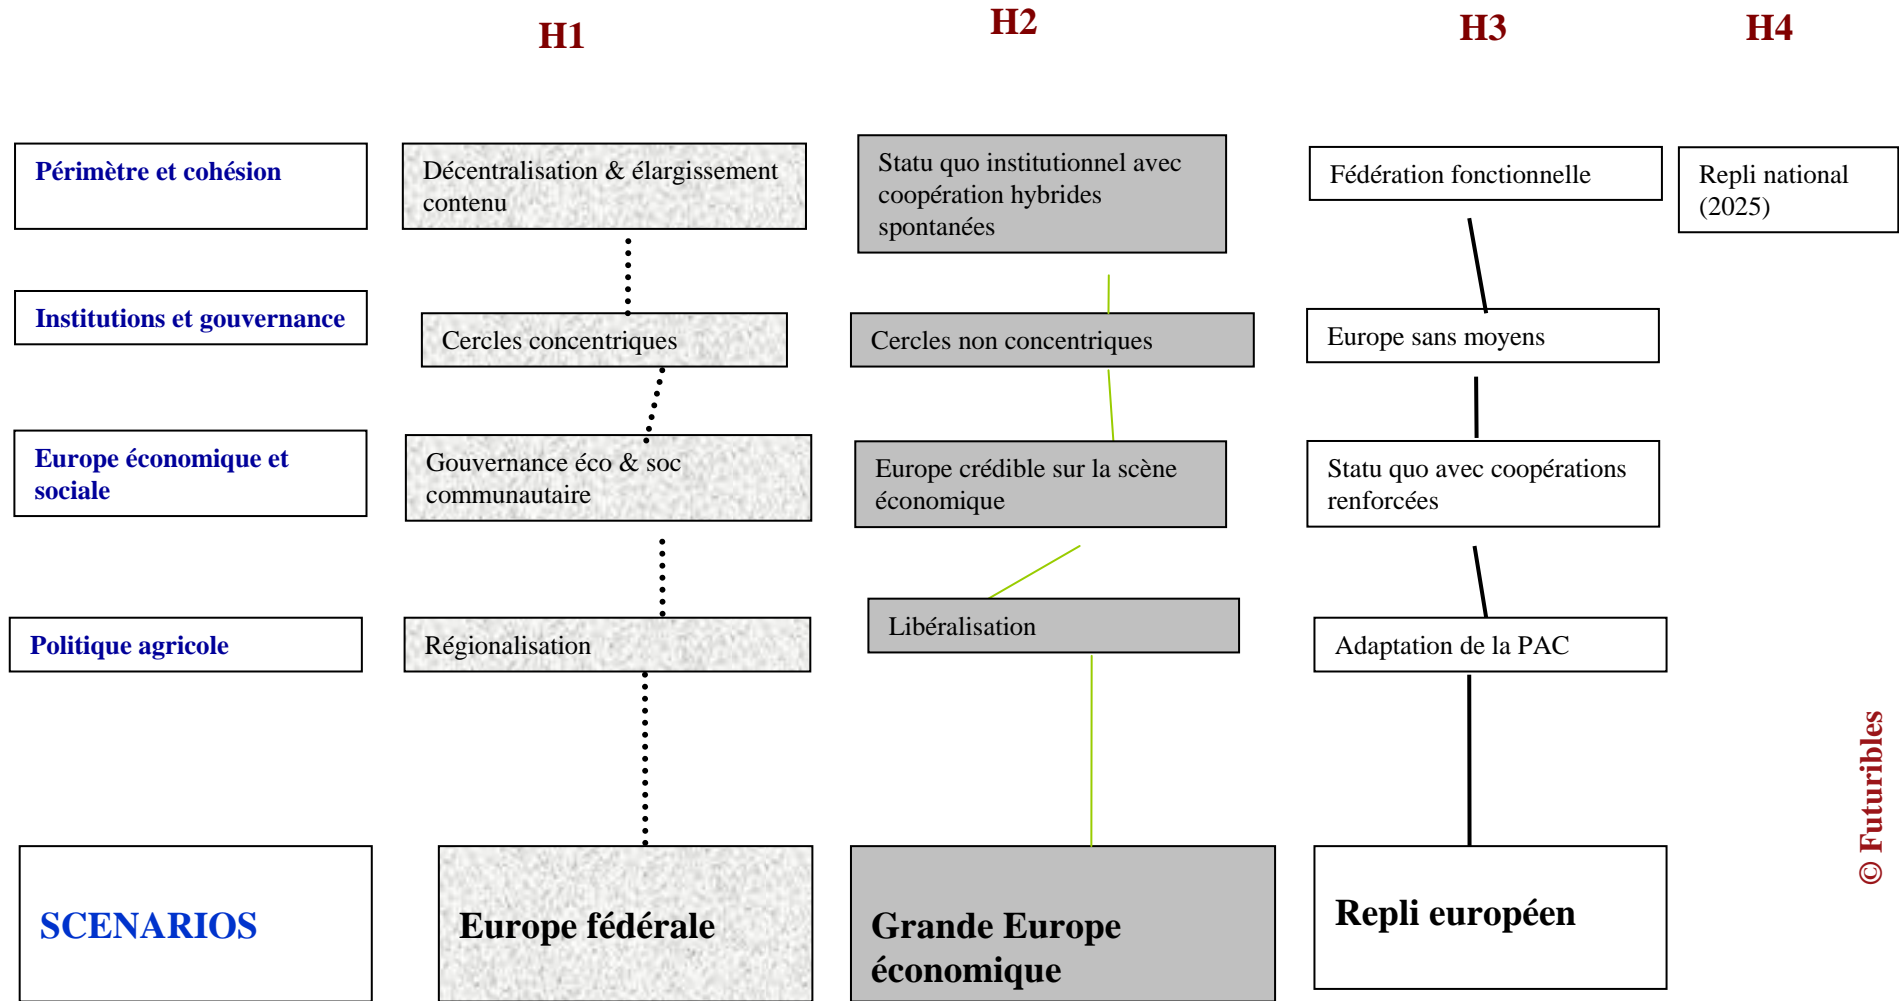 H1
H2
H3
H4
Périmètre et cohésion
Décentralisation & élargissement
contenu
Statu quo institutionnel avec
coopération hybrides
spontanées
Fédération fonctionnelle
Repli national
(2025)
Institutions et gouvernance
Cercles concentriques
Cercles non concentriques
Europe sans moyens
Europe économique et
sociale
Gouvernance éco & soc
communautaire
Europe crédible sur la scène
économique
Statu quo avec coopérations
renforcées
Politique agricole
Régionalisation
Libéralisation
Adaptation de la PAC
SCENARIOS
Europe fédérale
Grande Europe
économique
Repli européen
© Futuribles